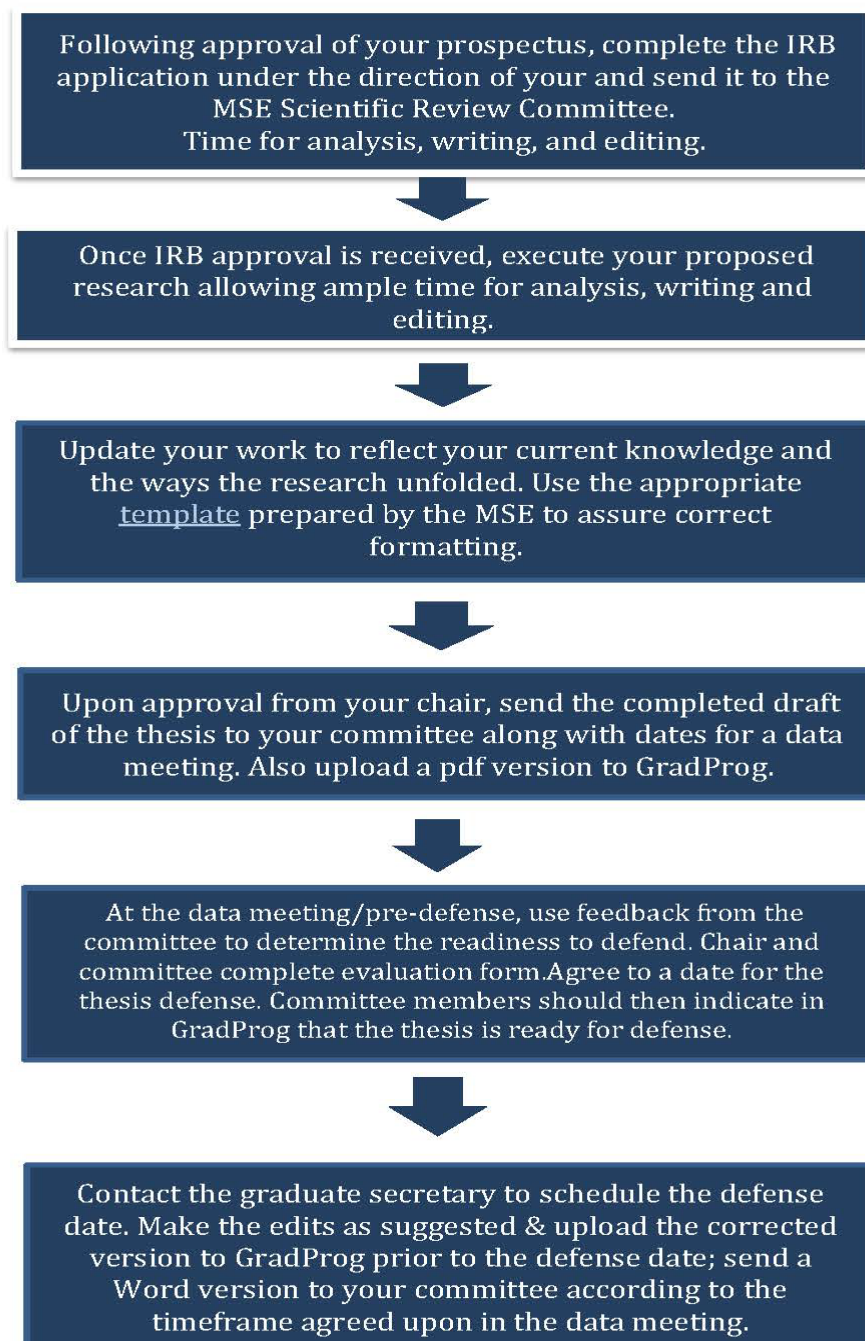 Following approval of your prospectus, complete the IRB
application under the direction of your and send it to the
MSE Scientific Review Committee.
Time for analysis, writing, and editing.
Once IRB approval is received, execute your proposed
research allowing ample time for analysis, writing and
editing.
Update your work to reflect your current knowledge and
the ways the research unfolded. Use the appropriate
template prepared by the MSE to assure correct
formatting.
Upon approval from your chair, send the completed draft
of the thesis to your committee along with dates for a data
meeting. Also upload a pdf version to GradProg.
At the data meeting/pre-defense, use feedback from the
committee to determine the readiness to defend. Chair and
committee complete evaluation form.Agree to a date for the
thesis defense. Committee members should then indicate in
GradProg that the thesis is ready for defense.
Contact the graduate secretary to schedule the defense
date. Make the edits as suggested & upload the corrected
version to GradProg prior to the defense date; send a
Word version to your committee according to the
timeframe agreed upon in the data meeting.